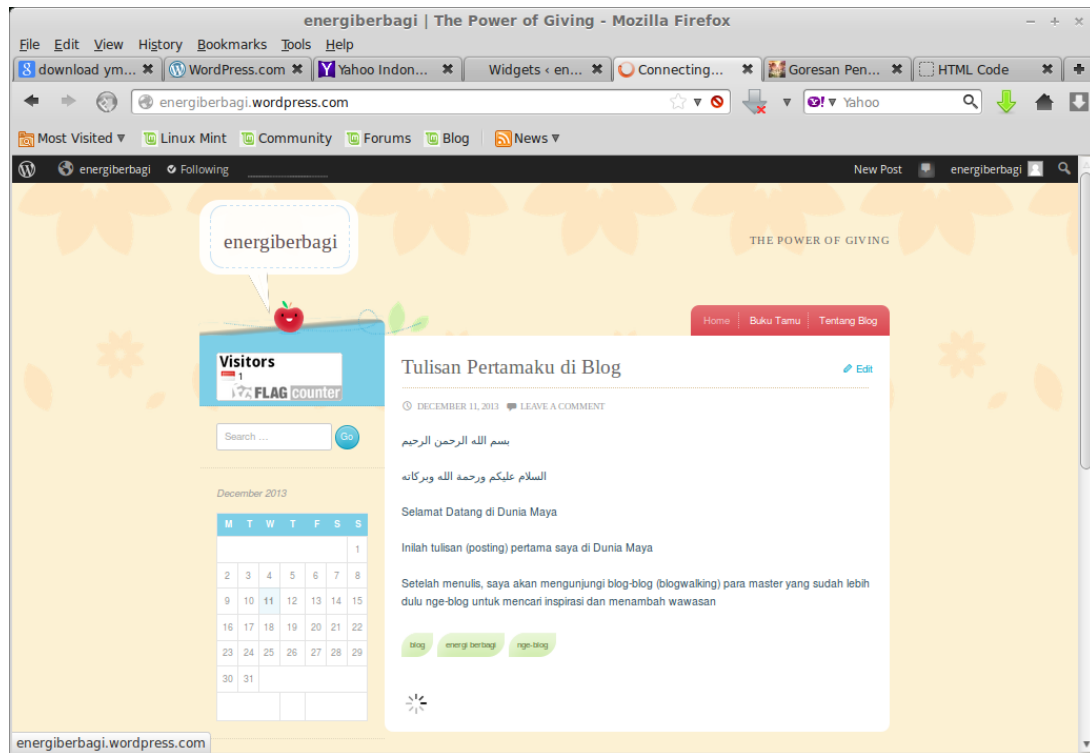 energiberbagi | The Power of Giving - Mozilla Firefox
File Edit View History Bookmarks Tools Help
download ym... WordPress.com Yahoo Indon... Widgets ‹ en... Connecting... Goresan Pen... HTML Code
energiberbagi.wordpress.com Yahoo
Most Visited Linux Mint Community Forums Blog News
energiberbagi Following New Post energiberbagi
energiberbagi
THE POWER OF GIVING
Home Buku Tamu Tentang Blog
Visitors
1
FLAG counter
Search ... Go
December 2013
M T W T F S S
1
2 3 4 5 6 7 8
9 10 11 12 13 14 15
16 17 18 19 20 21 22
23 24 25 26 27 28 29
30 31
Tulisan Pertamaku di Blog Edit
DECEMBER 11, 2013 LEAVE A COMMENT
بسم الله الرحمن الرحيم
السلام عليكم ورحمة الله وبركاته
Selamat Datang di Dunia Maya
Inilah tulisan (posting) pertama saya di Dunia Maya
Setelah menulis, saya akan mengunjungi blog-blog (blogwalking) para master yang sudah lebih
dulu nge-blog untuk mencari inspirasi dan menambah wawasan
blog energi berbagi nge-blog
energiberbagi.wordpress.com